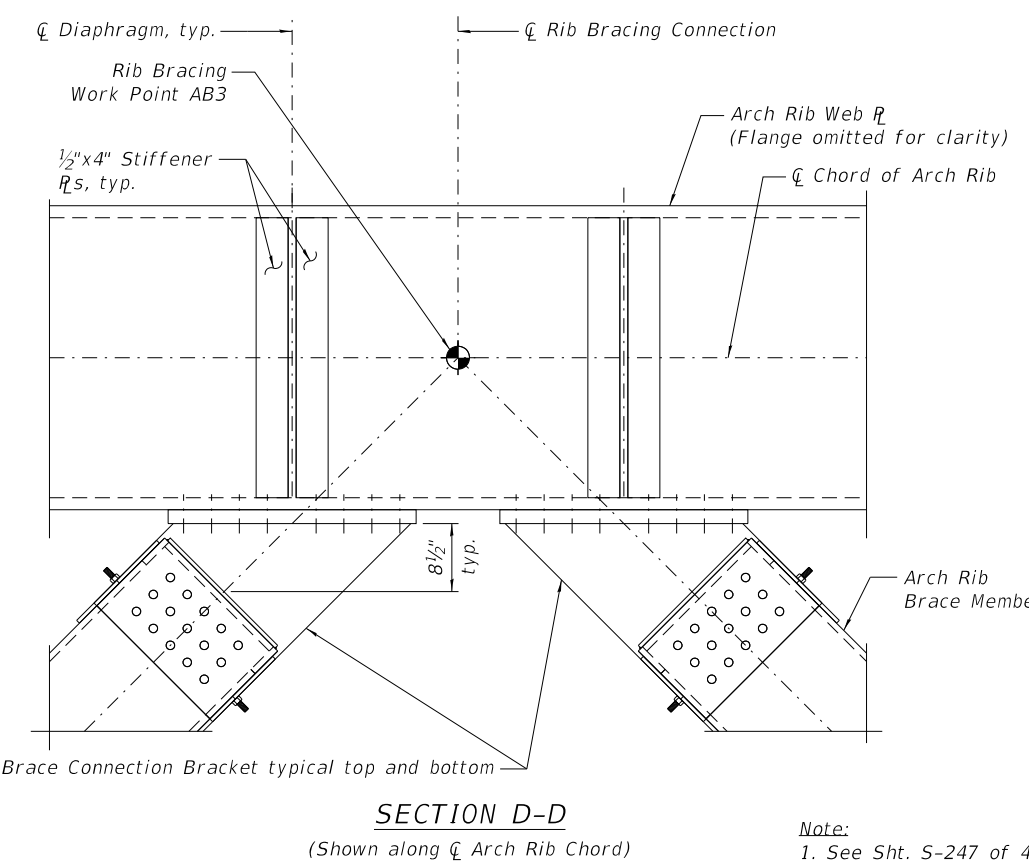 ℄ Diaphragm, typ.
℄ Rib Bracing Connection
Rib Bracing
Work Point AB3
Arch Rib Web ⅊
(Flange omitted for clarity)
½"x4" Stiffener
⅊s, typ.
℄ Chord of Arch Rib
8½"
typ.
Arch Rib
Brace Membe
Brace Connection Bracket typical top and bottom
SECTION D-D
(Shown along ℄ Arch Rib Chord)
Note:
1. See Sht. S-247 of 4